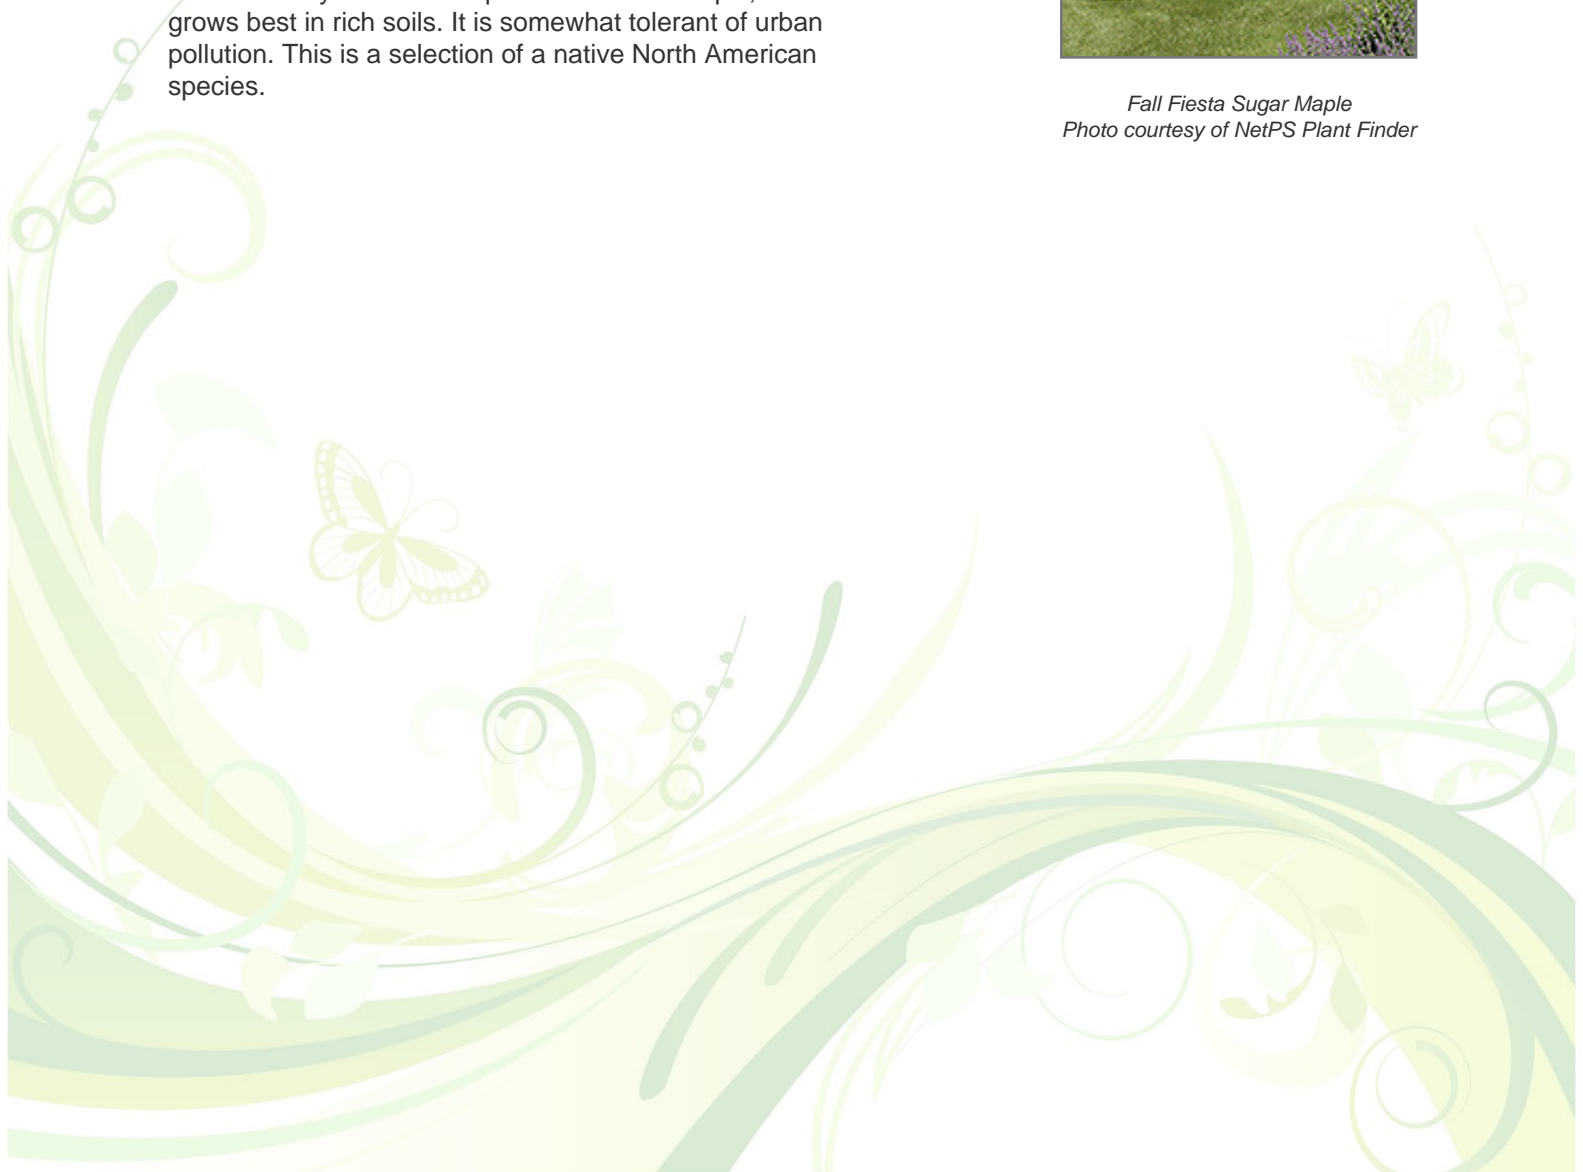 grows best in rich soils. It is somewhat tolerant of urban
pollution. This is a selection of a native North American
species.
Fall Fiesta Sugar Maple
Photo courtesy of NetPS Plant Finder